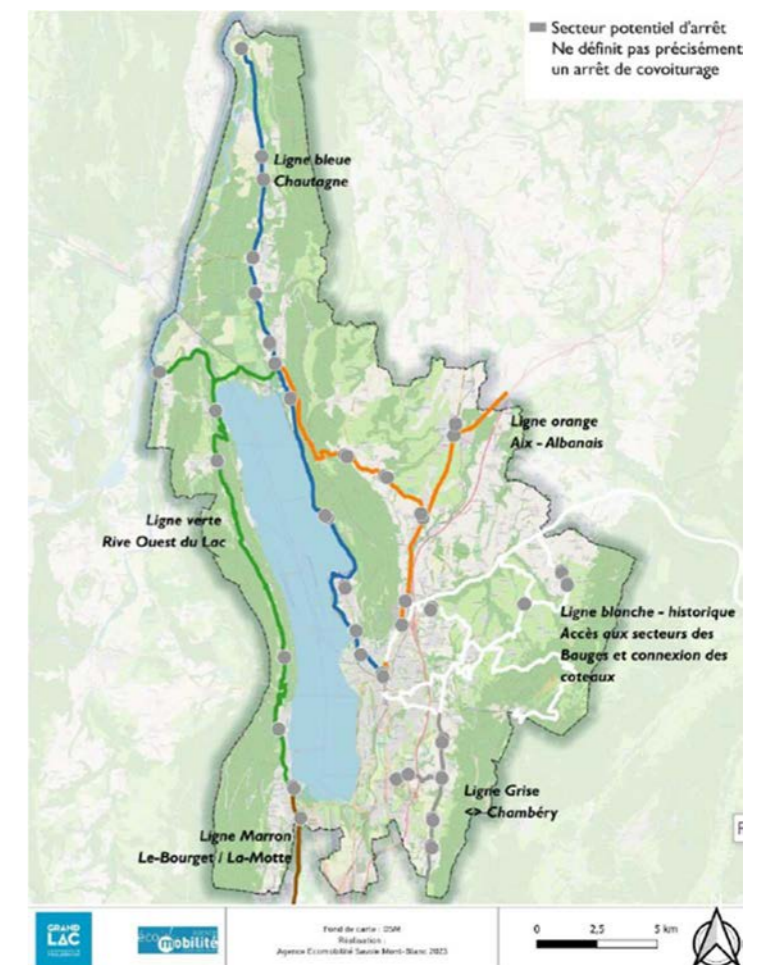 Secteur potentiel d'arrêt
Ne définit pas précisément
un arrêt de covoiturage
Ligne bleue
Chautagne
Ligne orange
Aix - Albanais
Ligne verte
Rive Ouest du Lac
Ligne blanche - historique
Accès aux secteurs des
Bauges et connexion des
coteaux
Ligne Grise
<> Chambéry
Ligne Marron
Le-Bourget / La-Motte
GRAND
LAC
AGENCE
écomobilité
Fond de carte : OSM
Réalisation :
Agence Ecomobilité Savoie Mont-Blanc 2023
0 2,5 5 km